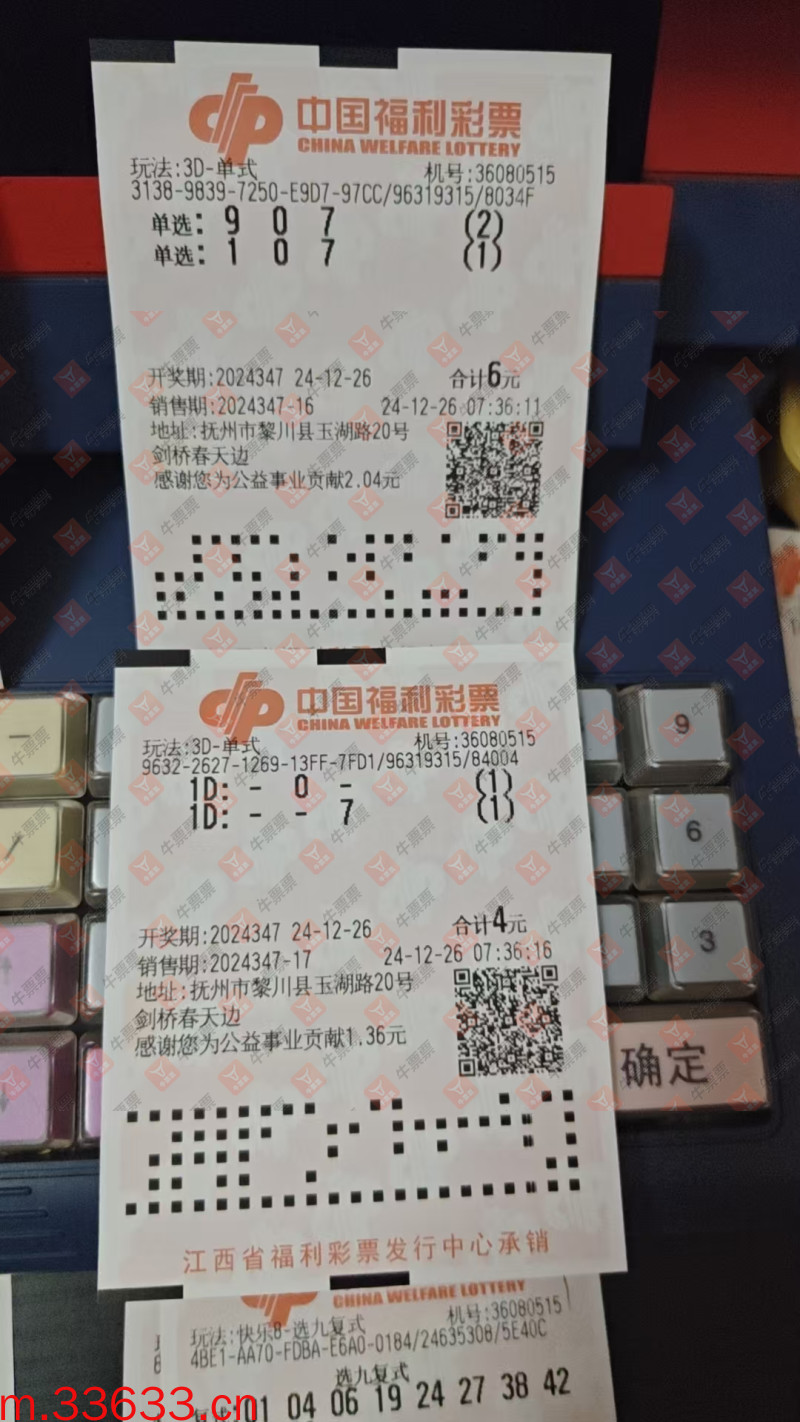 中国福利彩票
CHINA WELFARE LOTTERY
玩法:3D-单式 机号:36080515
3138-9839-7250-E9D7-97CC/96319315/8034F
单选: 9 0 7 (2)
单选: 1 0 7 (1)
开奖期:2024347 24-12-26 合计6元
销售期:2024347-16 24-12-26 07:36:11
地址:抚州市黎川县玉湖路20号
剑桥春天边
感谢您为公益事业贡献2.04元
中国福利彩票
CHINA WELFARE LOTTERY
玩法:3D-单式 机号:36080515
9632-2627-1269-13FF-7FD1/96319315/84004
1D: - 0 - (1)
1D: - - 7 (1)
开奖期:2024347 24-12-26 合计4元
销售期:2024347-17 24-12-26 07:36:16
地址:抚州市黎川县玉湖路20号
剑桥春天边
感谢您为公益事业贡献1.36元
江西省福利彩票发行中心承销
CHINA WELFARE LOTTERY
玩法:快乐8-选九复式 机号:36080515
4BE1-AA70-FDBA-E6A0-0184/24635308/5E40C
选九复式
01 04 06 19 24 27 38 42
9
6
3
确定
牛票票
m.33633.cn